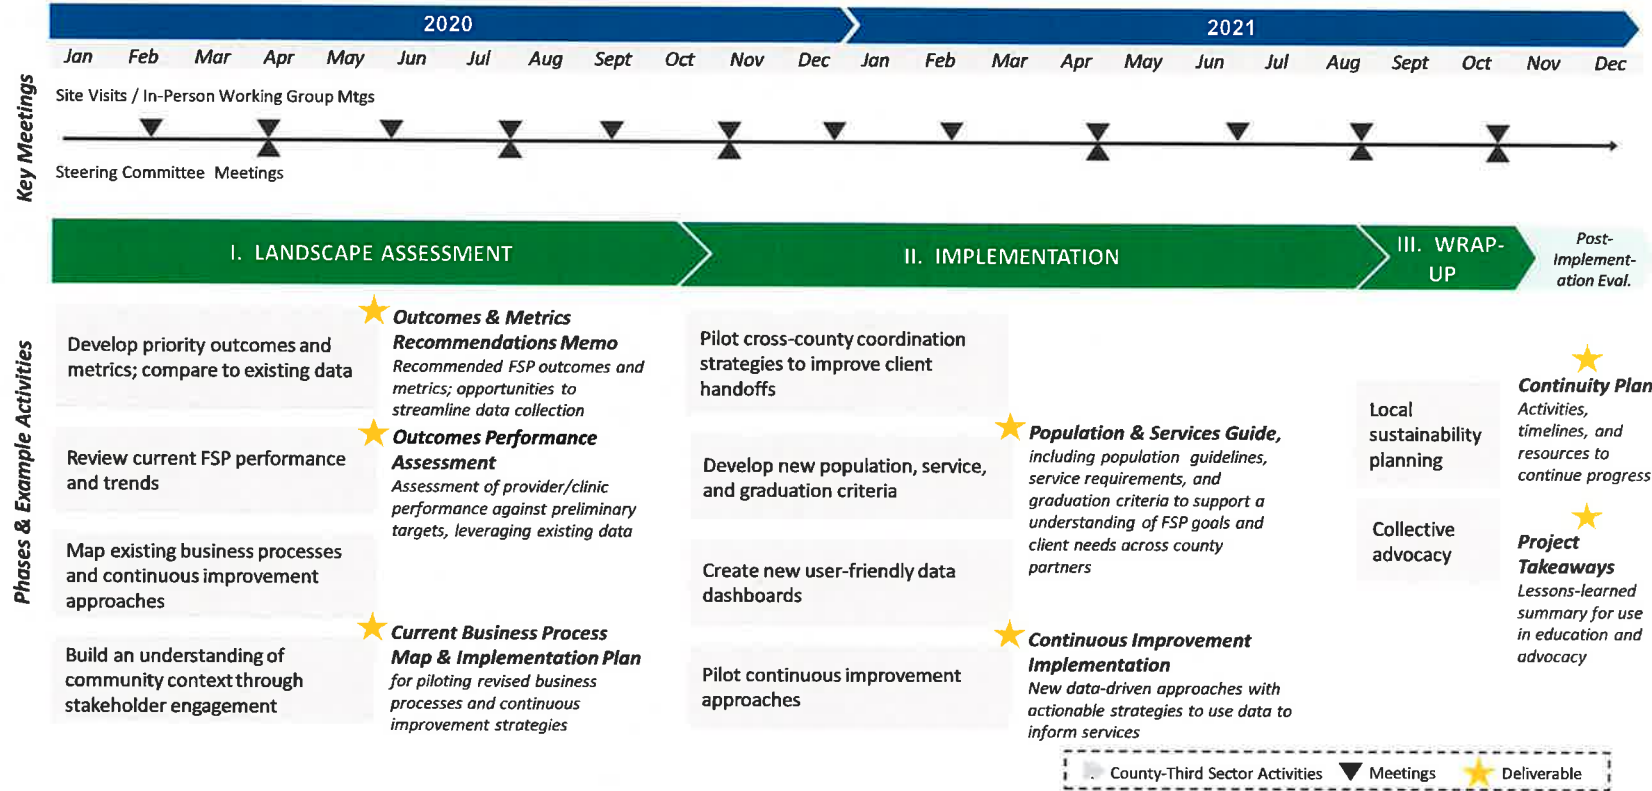 2020
2021
Jan Feb Mar Apr May Jun Jul Aug Sept Oct Nov Dec Jan Feb Mar Apr May Jun Jul Aug Sept Oct Nov Dec
Key Meetings
Site Visits / In-Person Working Group Mtgs
Steering Committee Meetings
I. LANDSCAPE ASSESSMENT
II. IMPLEMENTATION
III. WRAP-
UP
Post-
Implement-
ation Eval.
Phases & Example Activities
Develop priority outcomes and
metrics; compare to existing data
Review current FSP performance
and trends
Map existing business processes
and continuous improvement
approaches
Build an understanding of
community context through
stakeholder engagement
Outcomes & Metrics
Recommendations Memo
Recommended FSP outcomes and
metrics; opportunities to
streamline data collection
Outcomes Performance
Assessment
Assessment of provider/clinic
performance against preliminary
targets, leveraging existing data
Current Business Process
Map & Implementation Plan
for piloting revised business
processes and continuous
improvement strategies
Pilot cross-county coordination
strategies to improve client
handoffs
Develop new population, service,
and graduation criteria
Create new user-friendly data
dashboards
Pilot continuous improvement
approaches
Population & Services Guide,
including population guidelines,
service requirements, and
graduation criteria to support a
understanding of FSP goals and
client needs across county
partners
Continuous Improvement
Implementation
New data-driven approaches with
actionable strategies to use data to
inform services
Local
sustainability
planning
Collective
advocacy
Continuity Plan
Activities,
timelines, and
resources to
continue progress
Project
Takeaways
Lessons-learned
summary for use
in education and
advocacy
County-Third Sector Activities
Meetings
Deliverable